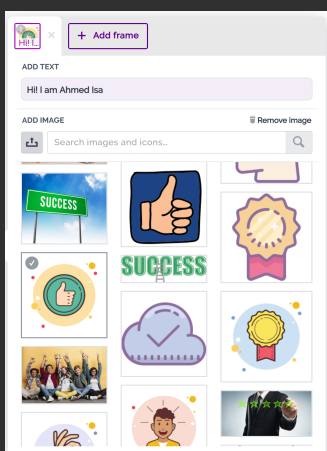 Hi! I...
× + Add frame
ADD TEXT
Hi! I am Ahmed Isa
ADD IMAGE Remove image
Search images and icons...
SUCCESS
SUCCESS